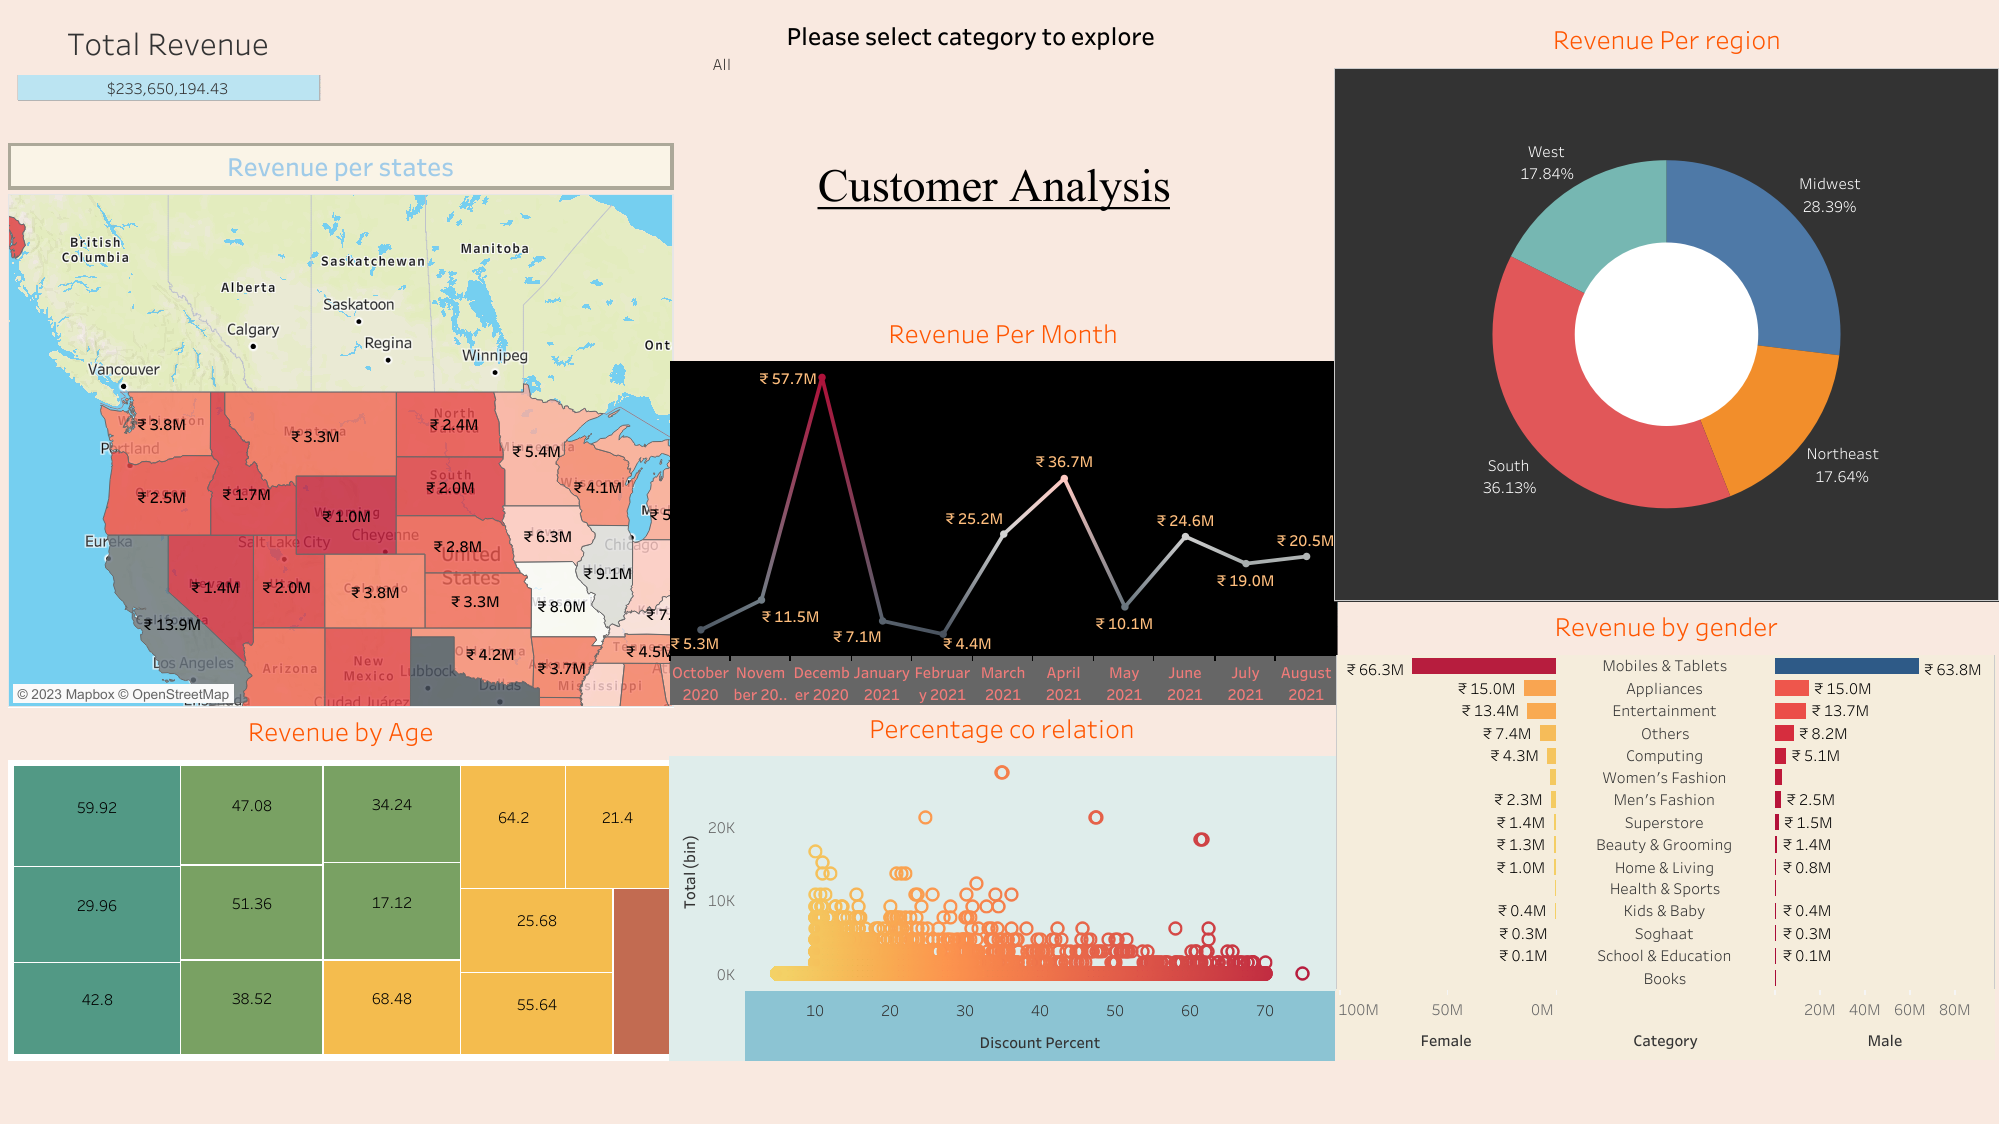 Total Revenue
$233,650,194.43
Please select category to explore
All
Customer Analysis
Revenue per states
British
Columbia
Alberta
Saskatchewan
Manitoba
Saskatoon
Calgary
Regina
Winnipeg
Ont
Vancouver
Portland
North
₹ 3.8M
₹ 3.3M
₹ 2.4M
₹ 5.4M
South
₹ 2.5M
₹ 1.7M
₹ 1.0M
₹ 2.0M
₹ 4.1M
₹ 5
Eureka
Salt Lake City
Cheyenne
₹ 2.8M
United
States
₹ 6.3M
Chicago
₹ 9.1M
₹ 1.4M
₹ 2.0M
₹ 3.8M
₹ 3.3M
₹ 8.0M
₹ 7.
₹ 13.9M
Los Angeles
Arizona
New
Mexico
Lubbock
₹ 4.2M
₹ 3.7M
₹ 4.5M
Dallas
Mississippi
Ciudad Juárez
© 2023 Mapbox © OpenStreetMap
Revenue Per Month
₹ 57.7M
₹ 36.7M
₹ 25.2M
₹ 24.6M
₹ 20.5M
₹ 19.0M
₹ 11.5M
₹ 10.1M
₹ 7.1M
₹ 5.3M
₹ 4.4M
October
2020
Novem
ber 20..
Decemb
er 2020
January
2021
Februar
y 2021
March
2021
April
2021
May
2021
June
2021
July
2021
August
2021
Revenue Per region
West
17.84%
Midwest
28.39%
Northeast
17.64%
South
36.13%
Revenue by Age
59.92
47.08
34.24
64.2
21.4
29.96
51.36
17.12
25.68
42.8
38.52
68.48
55.64
Percentage co relation
Total (bin)
20K
10K
0K
10 20 30 40 50 60 70
Discount Percent
Revenue by gender
₹ 66.3M Mobiles & Tablets ₹ 63.8M
₹ 15.0M Appliances ₹ 15.0M
₹ 13.4M Entertainment ₹ 13.7M
₹ 7.4M Others ₹ 8.2M
₹ 4.3M Computing ₹ 5.1M
Women's Fashion
₹ 2.3M Men's Fashion ₹ 2.5M
₹ 1.4M Superstore ₹ 1.5M
₹ 1.3M Beauty & Grooming ₹ 1.4M
₹ 1.0M Home & Living ₹ 0.8M
Health & Sports
₹ 0.4M Kids & Baby ₹ 0.4M
₹ 0.3M Soghaat ₹ 0.3M
₹ 0.1M School & Education ₹ 0.1M
Books
100M 50M 0M 20M 40M 60M 80M
Female Category Male